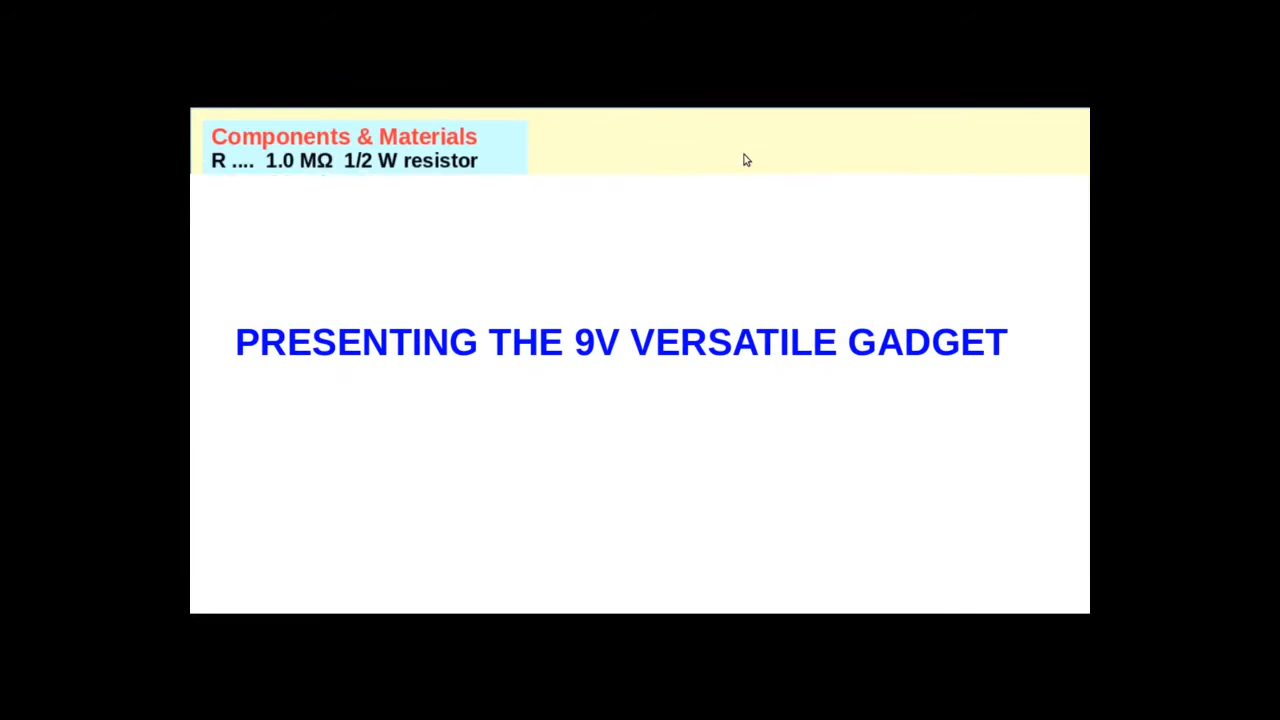 Components & Materials
R .... 1.0 MΩ 1/2 W resistor
PRESENTING THE 9V VERSATILE GADGET